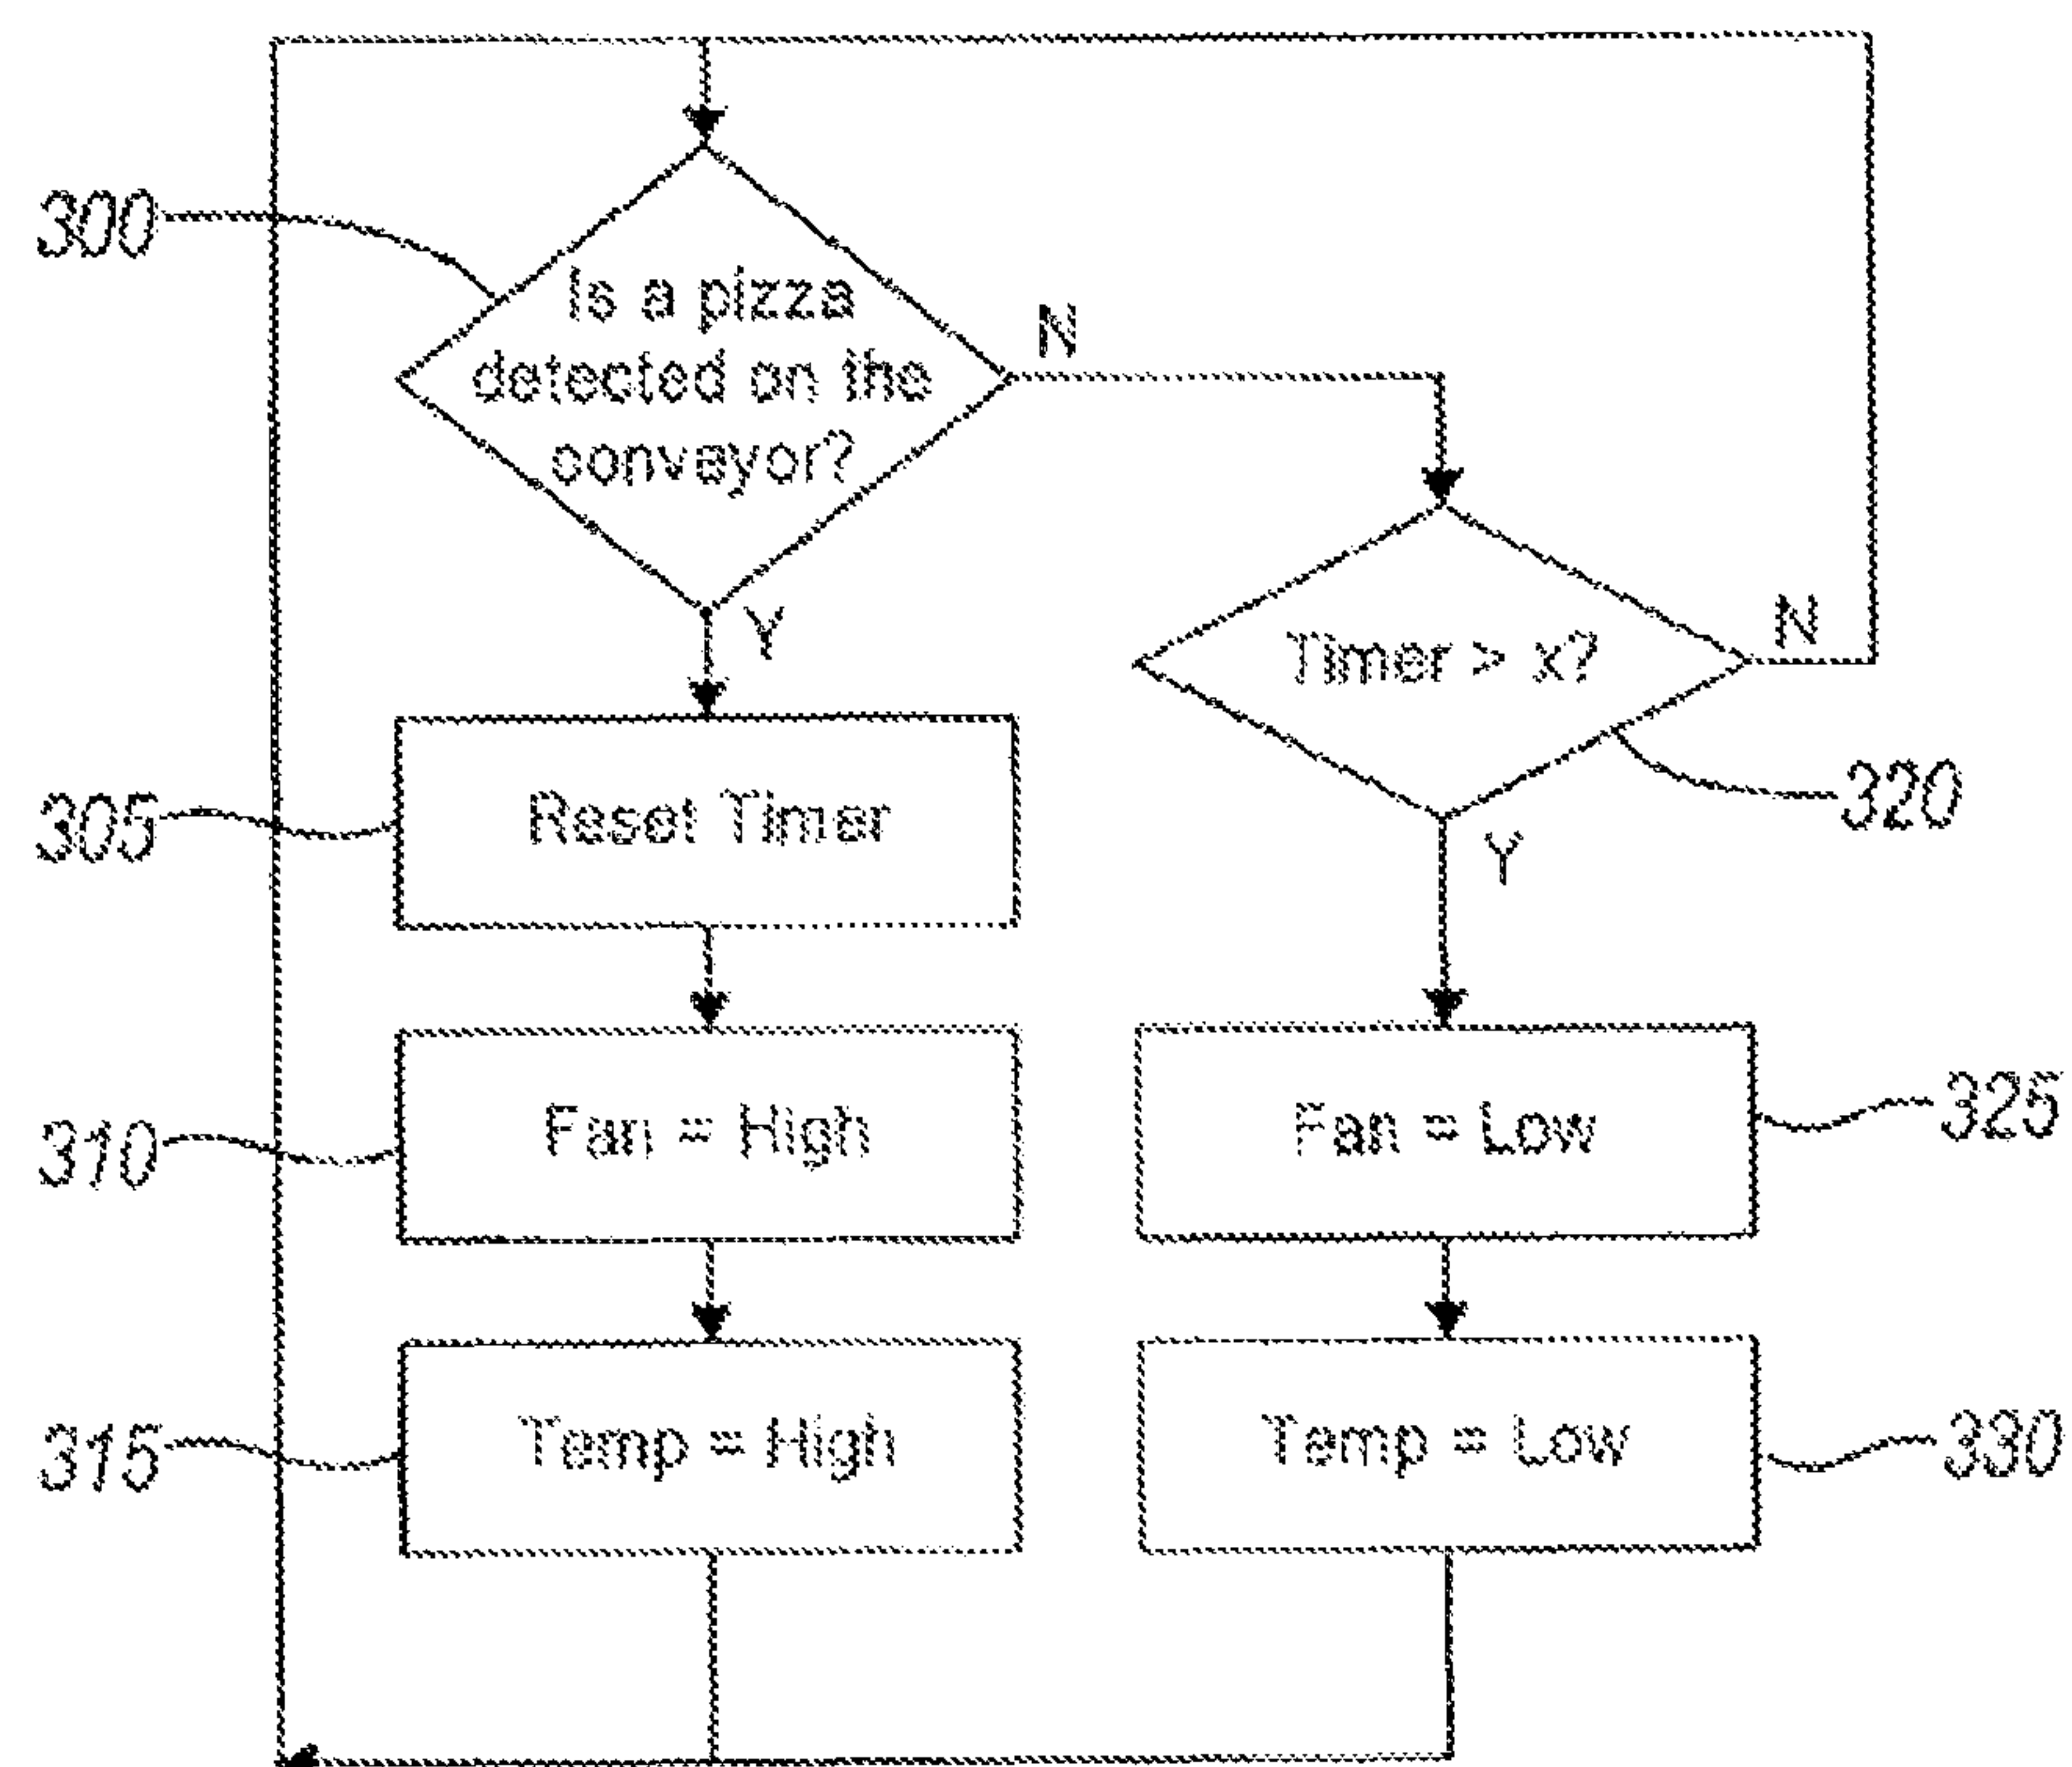 300
Is a pizza
detected on the
conveyor?
N
Y
Timer > x?
N
320
Y
305
Reset Timer
310
Fan = High
Fan = Low
325
315
Temp = High
Temp = Low
330